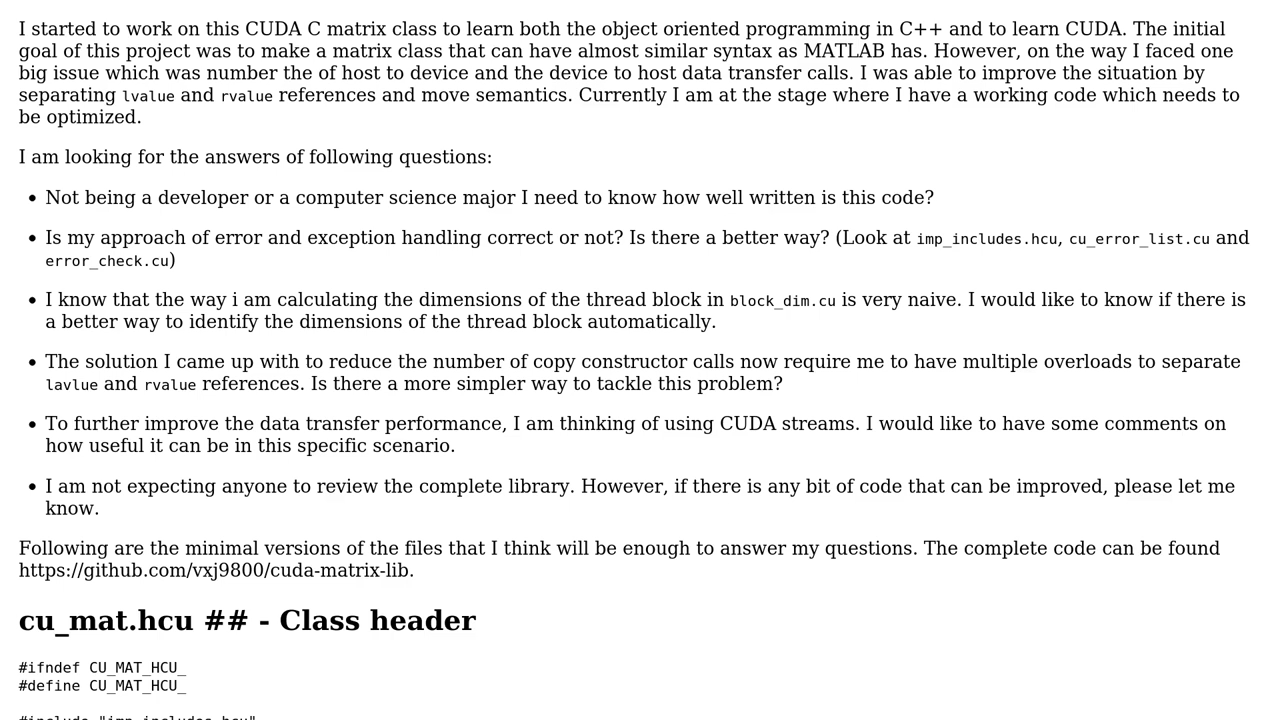 I started to work on this CUDA C matrix class to learn both the object oriented programming in C++ and to learn CUDA. The initial
goal of this project was to make a matrix class that can have almost similar syntax as MATLAB has. However, on the way I faced one
big issue which was number the of host to device and the device to host data transfer calls. I was able to improve the situation by
separating lvalue and rvalue references and move semantics. Currently I am at the stage where I have a working code which needs to
be optimized.
I am looking for the answers of following questions:
• Not being a developer or a computer science major I need to know how well written is this code?
• Is my approach of error and exception handling correct or not? Is there a better way? (Look at imp_includes.hcu, cu_error_list.cu and
error_check.cu)
• I know that the way i am calculating the dimensions of the thread block in block_dim.cu is very naive. I would like to know if there is
a better way to identify the dimensions of the thread block automatically.
• The solution I came up with to reduce the number of copy constructor calls now require me to have multiple overloads to separate
lavlue and rvalue references. Is there a more simpler way to tackle this problem?
• To further improve the data transfer performance, I am thinking of using CUDA streams. I would like to have some comments on
how useful it can be in this specific scenario.
• I am not expecting anyone to review the complete library. However, if there is any bit of code that can be improved, please let me
know.
Following are the minimal versions of the files that I think will be enough to answer my questions. The complete code can be found
https://github.com/vxj9800/cuda-matrix-lib.
cu_mat.hcu ## - Class header
#ifndef CU_MAT_HCU_
#define CU_MAT_HCU_
#include "imp_includes.hcu"